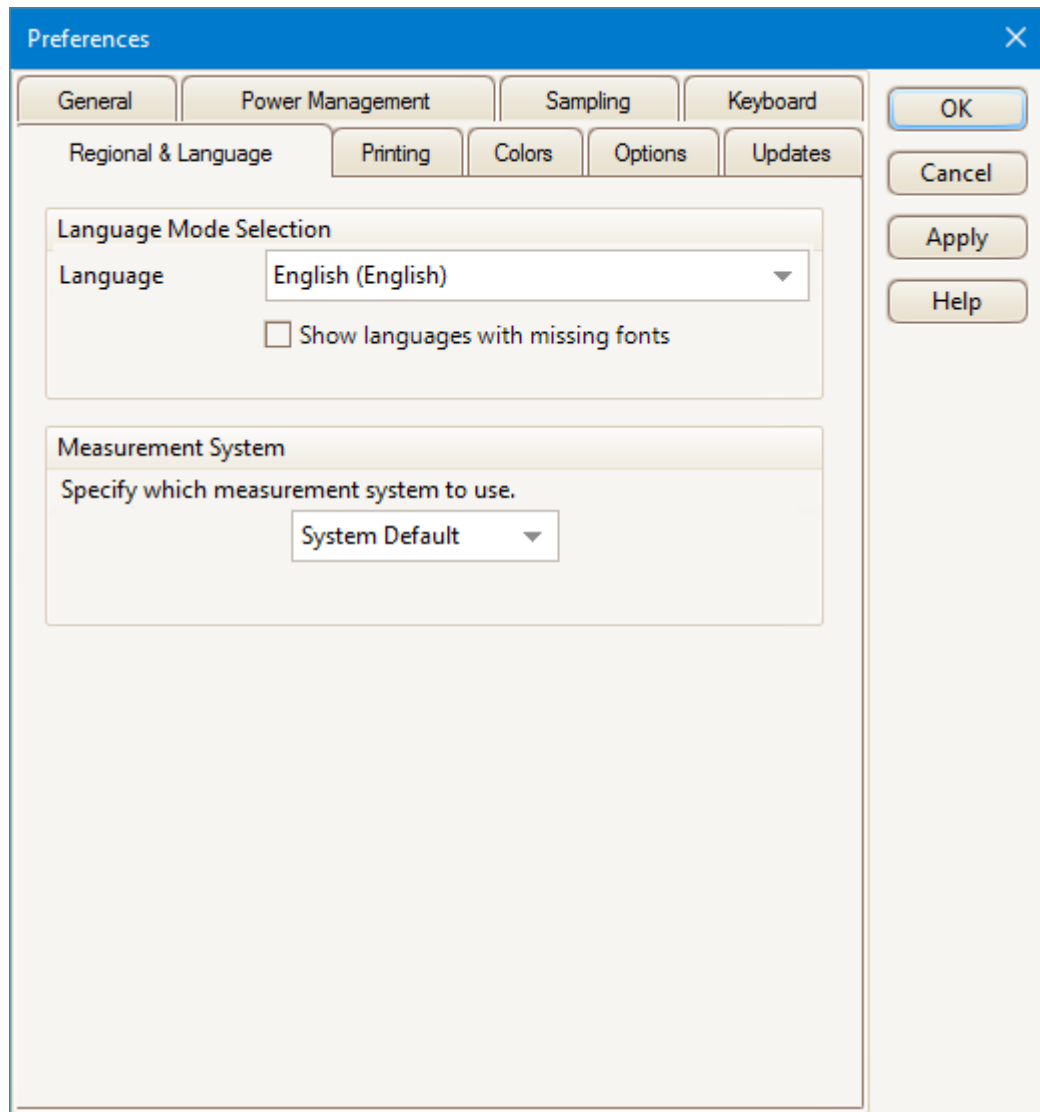 Preferences
General Power Management Sampling Keyboard
Regional & Language Printing Colors Options Updates
OK
Cancel
Apply
Help
Language Mode Selection
Language English (English)
Show languages with missing fonts
Measurement System
Specify which measurement system to use.
System Default